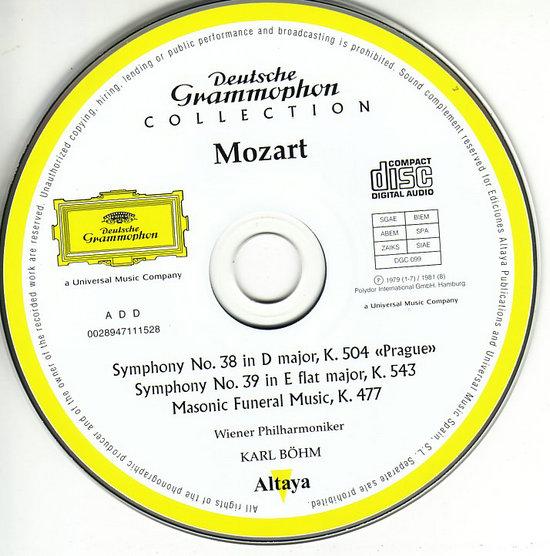 All rights of the phonographic producer and of the owner of the recorded work are reserved. Unauthorized copying, hiring, lending or public performance and broadcasting is prohibited. Sound complement reserved for Ediciones Altaya Publications and Universal Music Spain, S.L. Separate sale prohibited.
Deutsche
Grammophon
COLLECTION
Mozart
Deutsche
Grammophon
a Universal Music Company
ADD
0028947111528
COMPACT
disc
DIGITAL AUDIO
SGAE BIEM
ABEM SPA
ZAIKS SIAE
DGC 099
Ⓟ 1979 (1-7) / 1981 (8)
Polydor International GmbH, Hamburg
a Universal Music Company
Symphony No. 38 in D major, K. 504 «Prague»
Symphony No. 39 in E flat major, K. 543
Masonic Funeral Music, K. 477
Wiener Philharmoniker
KARL BÖHM
Altaya